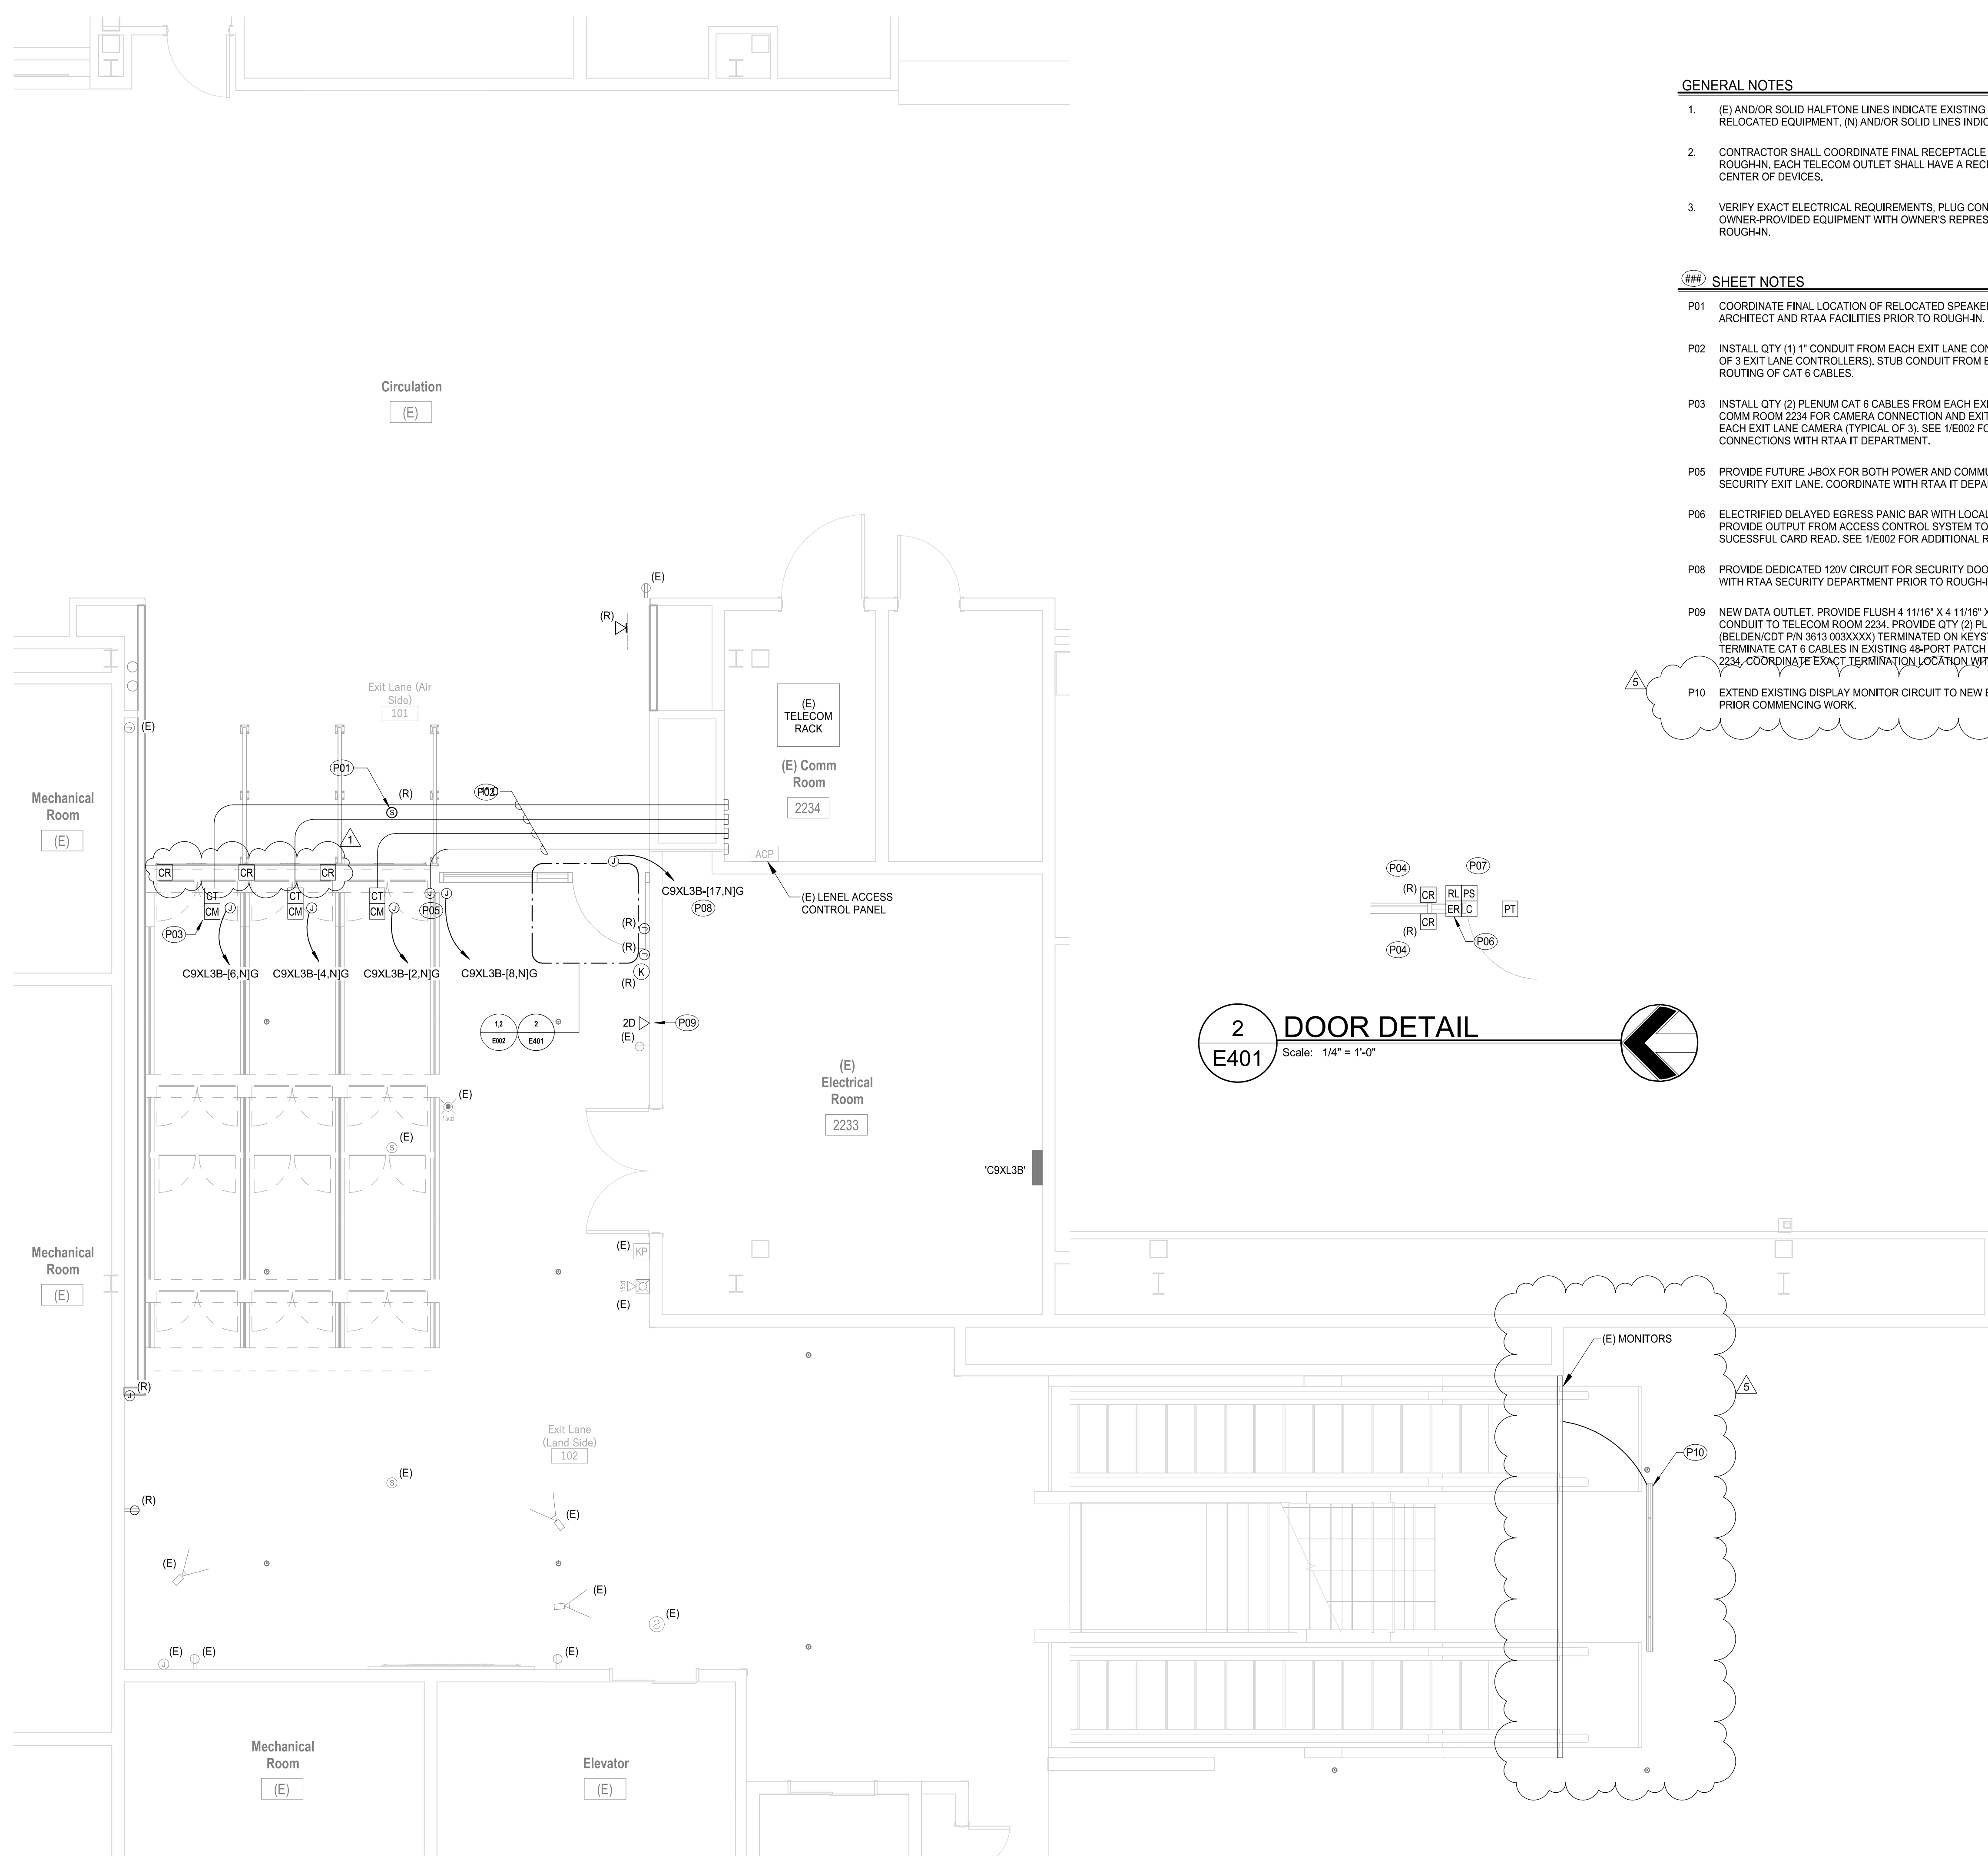 GENERAL NOTES
1. (E) AND/OR SOLID HALFTONE LINES INDICATE EXISTING
RELOCATED EQUIPMENT, (N) AND/OR SOLID LINES INDIC
2. CONTRACTOR SHALL COORDINATE FINAL RECEPTACLE
ROUGH-IN. EACH TELECOM OUTLET SHALL HAVE A REC
CENTER OF DEVICES.
3. VERIFY EXACT ELECTRICAL REQUIREMENTS, PLUG CON
OWNER-PROVIDED EQUIPMENT WITH OWNER'S REPRES
ROUGH-IN.
### SHEET NOTES
P01 COORDINATE FINAL LOCATION OF RELOCATED SPEAKE
ARCHITECT AND RTAA FACILITIES PRIOR TO ROUGH-IN.
P02 INSTALL QTY (1) 1" CONDUIT FROM EACH EXIT LANE CON
OF 3 EXIT LANE CONTROLLERS). STUB CONDUIT FROM E
ROUTING OF CAT 6 CABLES.
P03 INSTALL QTY (2) PLENUM CAT 6 CABLES FROM EACH EXI
COMM ROOM 2234 FOR CAMERA CONNECTION AND EXIT
EACH EXIT LANE CAMERA (TYPICAL OF 3). SEE 1/E002 FO
CONNECTIONS WITH RTAA IT DEPARTMENT.
P05 PROVIDE FUTURE J-BOX FOR BOTH POWER AND COMMU
SECURITY EXIT LANE. COORDINATE WITH RTAA IT DEPA
P06 ELECTRIFIED DELAYED EGRESS PANIC BAR WITH LOCAL
PROVIDE OUTPUT FROM ACCESS CONTROL SYSTEM TO
SUCESSFUL CARD READ. SEE 1/E002 FOR ADDITIONAL R
P08 PROVIDE DEDICATED 120V CIRCUIT FOR SECURITY DOO
WITH RTAA SECURITY DEPARTMENT PRIOR TO ROUGH-I
P09 NEW DATA OUTLET. PROVIDE FLUSH 4 11/16" X 4 11/16" X
CONDUIT TO TELECOM ROOM 2234. PROVIDE QTY (2) PL
(BELDEN/CDT P/N 3613 003XXXX) TERMINATED ON KEYS
TERMINATE CAT 6 CABLES IN EXISTING 48-PORT PATCH
2234. COORDINATE EXACT TERMINATION LOCATION WIT
5
P10 EXTEND EXISTING DISPLAY MONITOR CIRCUIT TO NEW E
PRIOR COMMENCING WORK.
Circulation
(E)
(E)
(R)
Exit Lane (Air
Side)
101
(E)
TELECOM
RACK
(E)
P01
(R)
S
P02
1" C
(E) Comm
Room
2234
Mechanical
Room
(E)
1
ACP
CR CR CR
J
C9XL3B-[17,N]G
P08
(E) LENEL ACCESS
CONTROL PANEL
CT CT CT
CM J CM J CM J J J
P05
P03
(R) J
(R) J
K
(R)
C9XL3B-[6,N]G C9XL3B-[4,N]G C9XL3B-[2,N]G C9XL3B-[8,N]G
1,2
E002
2
E401
2D P09
(E)
P04 P07
(R) CR RL PS
ER C PT
CR
(R)
P04 P06
2
E401
DOOR DETAIL
Scale: 1/4" = 1'-0"
(E)
Electrical
Room
2233
(E)
15cd
(E)
S
'C9XL3B'
Mechanical
Room
(E)
(E) KP
(E)
(E) MONITORS
(R)
J
5
Exit Lane
(Land Side)
102
P10
(E)
S
(R)
(E)
(E)
(E)
(E)
S
(E) (E)
J
(E)
Mechanical
Room
(E)
Elevator
(E)